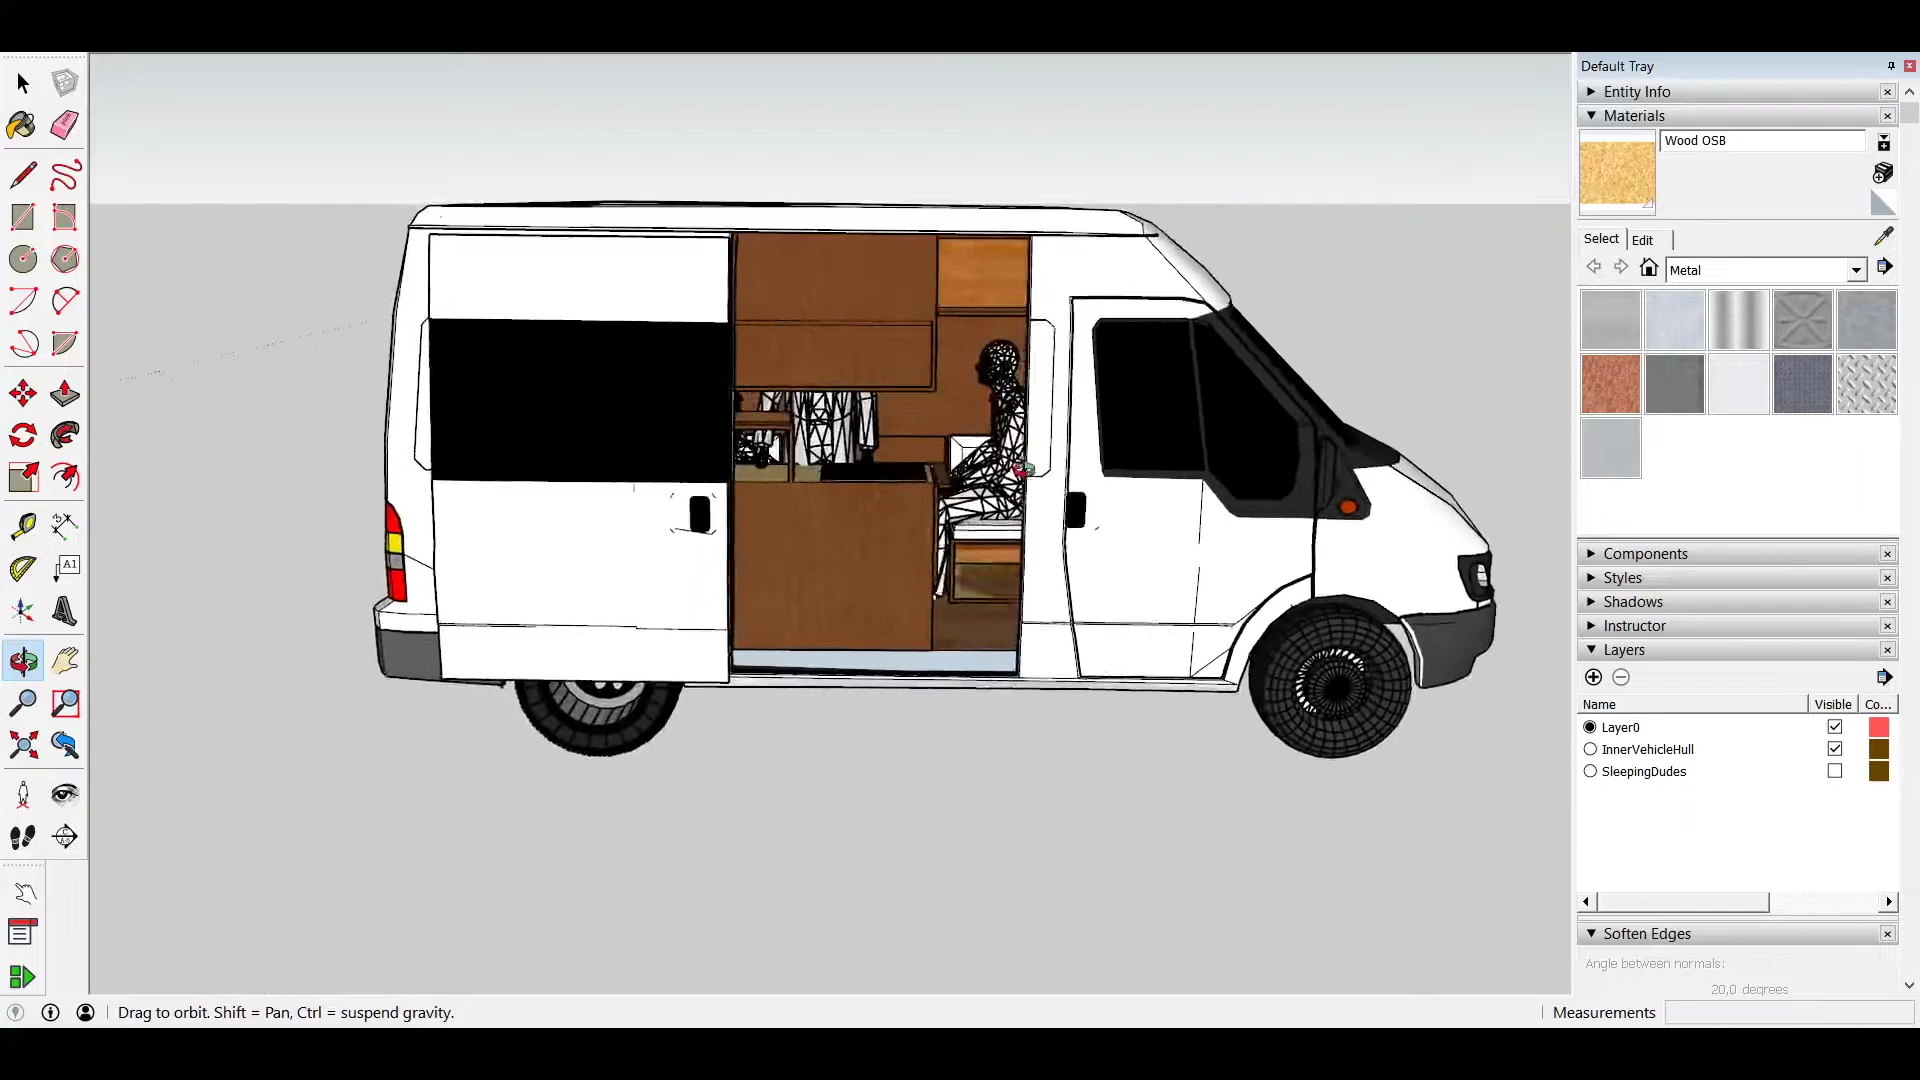 Default Tray
Entity Info
Materials
Wood OSB
Select
Edit
Metal
Components
Styles
Shadows
Instructor
Layers
Name
Visible
Co...
Layer0
InnerVehicleHull
SleepingDudes
Soften Edges
Angle between normals:
20,0 degrees
A1
Drag to orbit. Shift = Pan, Ctrl = suspend gravity.
Measurements